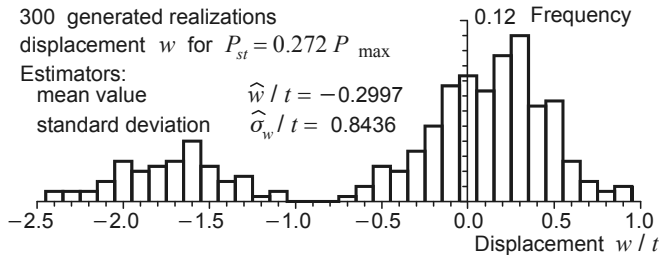 300 generated realizations
displacement w for P_st = 0.272 P_max
Estimators:
mean value ŵ / t = −0.2997
standard deviation σ̂_w / t = 0.8436
0.12 Frequency
−2.5 −2.0 −1.5 −1.0 −0.5 0.0 0.5 1.0
Displacement w / t